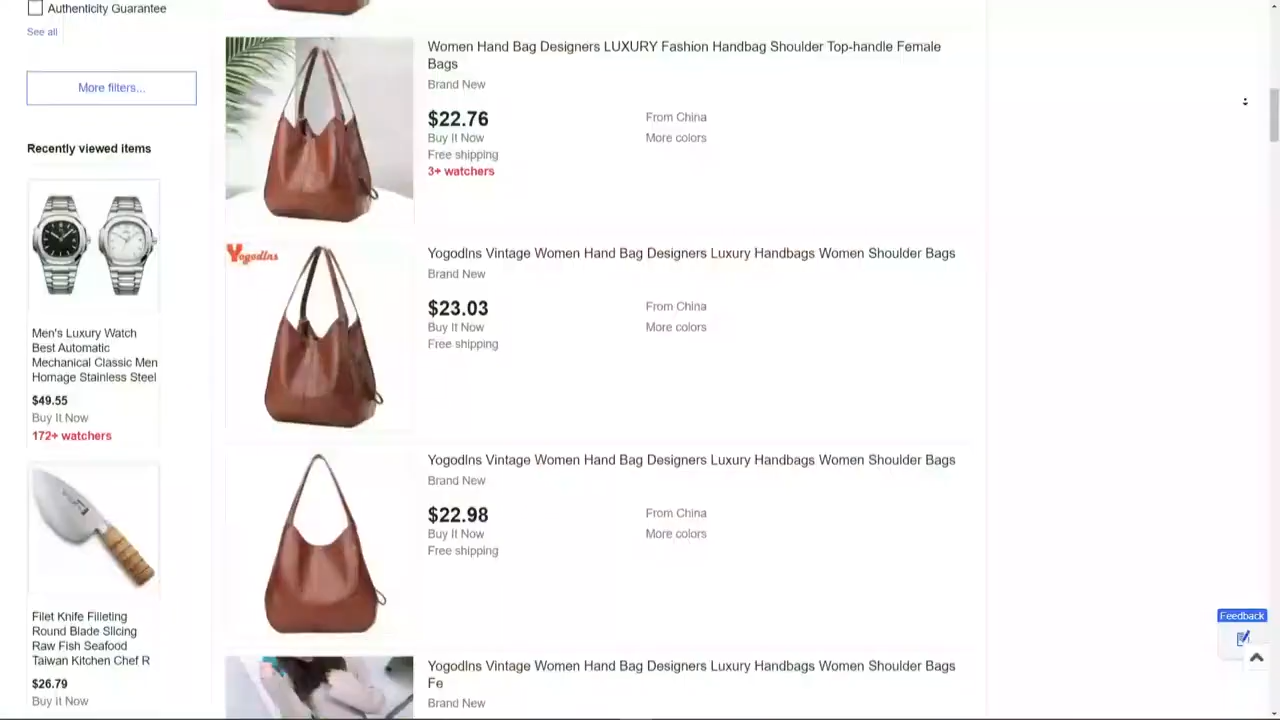 Authenticity Guarantee
See all
More filters...
Recently viewed items
Men's Luxury Watch
Best Automatic
Mechanical Classic Men
Homage Stainless Steel
$49.55
Buy It Now
172+ watchers
Filet Knife Filleting
Round Blade Slicing
Raw Fish Seafood
Taiwan Kitchen Chef R
$26.79
Buy It Now
Women Hand Bag Designers LUXURY Fashion Handbag Shoulder Top-handle Female
Bags
Brand New
$22.76
From China
Buy It Now
More colors
Free shipping
3+ watchers
Yogodlns
Yogodlns Vintage Women Hand Bag Designers Luxury Handbags Women Shoulder Bags
Brand New
$23.03
From China
Buy It Now
More colors
Free shipping
Yogodlns Vintage Women Hand Bag Designers Luxury Handbags Women Shoulder Bags
Brand New
$22.98
From China
Buy It Now
More colors
Free shipping
Yogodlns Vintage Women Hand Bag Designers Luxury Handbags Women Shoulder Bags
Fe
Brand New
Feedback